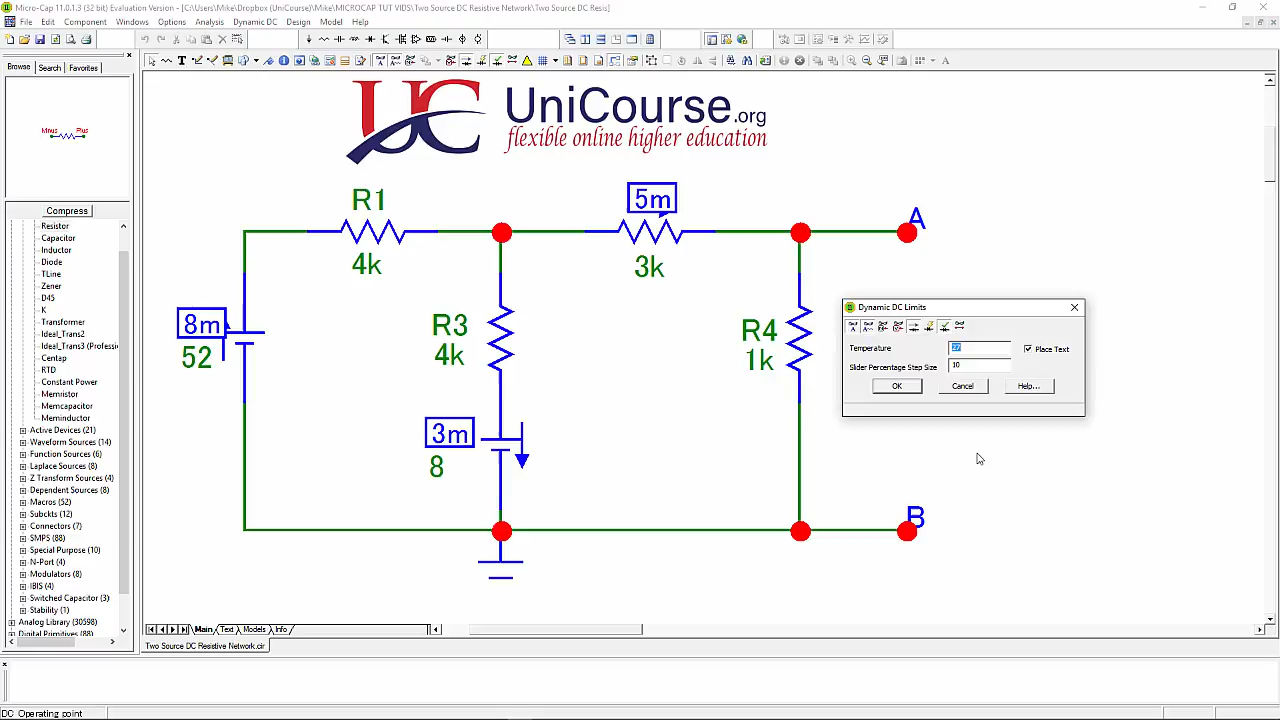 Micro-Cap 11.0.1.3 (32 bit) Evaluation Version - [C:\Users\Mike\Dropbox (UniCourse)\Mike\MICROCAP TUT VIDS\Two Source DC Resistive Network\Two Source DC Resis]
File Edit Component Windows Options Analysis Dynamic DC Design Model Help
Browse Search Favorites
Minus Plus
Compress
Resistor
Capacitor
Inductor
Diode
TLine
Zener
D45
K
Transformer
Ideal_Trans2
Ideal_Trans3 (Professi
Centap
RTD
Constant Power
Memristor
Memcapacitor
Meminductor
Active Devices (21)
Waveform Sources (14)
Function Sources (6)
Laplace Sources (8)
Z Transform Sources (4)
Dependent Sources (8)
Macros (52)
Subckts (12)
Connectors (7)
SMPS (88)
Special Purpose (10)
N-Port (4)
Modulators (8)
IBIS (4)
Switched Capacitor (3)
Stability (1)
Analog Library (30598)
Digital Primitives (88)
UC UniCourse.org
flexible online higher education
R1
4k
5m
3k
A
8m
52
R3
4k
R4
1k
3m
8
B
Dynamic DC Limits
Temperature 27 Place Text
Slider Percentage Step Size 10
OK Cancel Help...
Main Text Models Info
Two Source DC Resistive Network.cir
DC Operating point